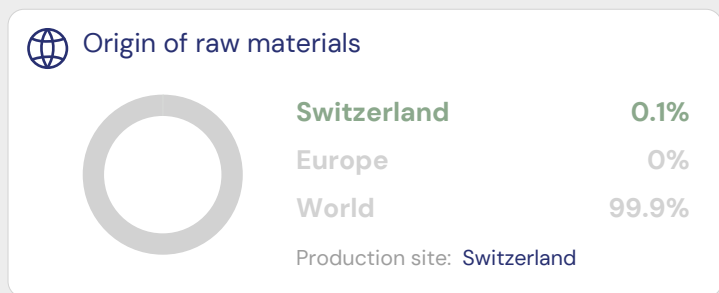 Origin of raw materials
Switzerland 0.1%
Europe 0%
World 99.9%
Production site: Switzerland